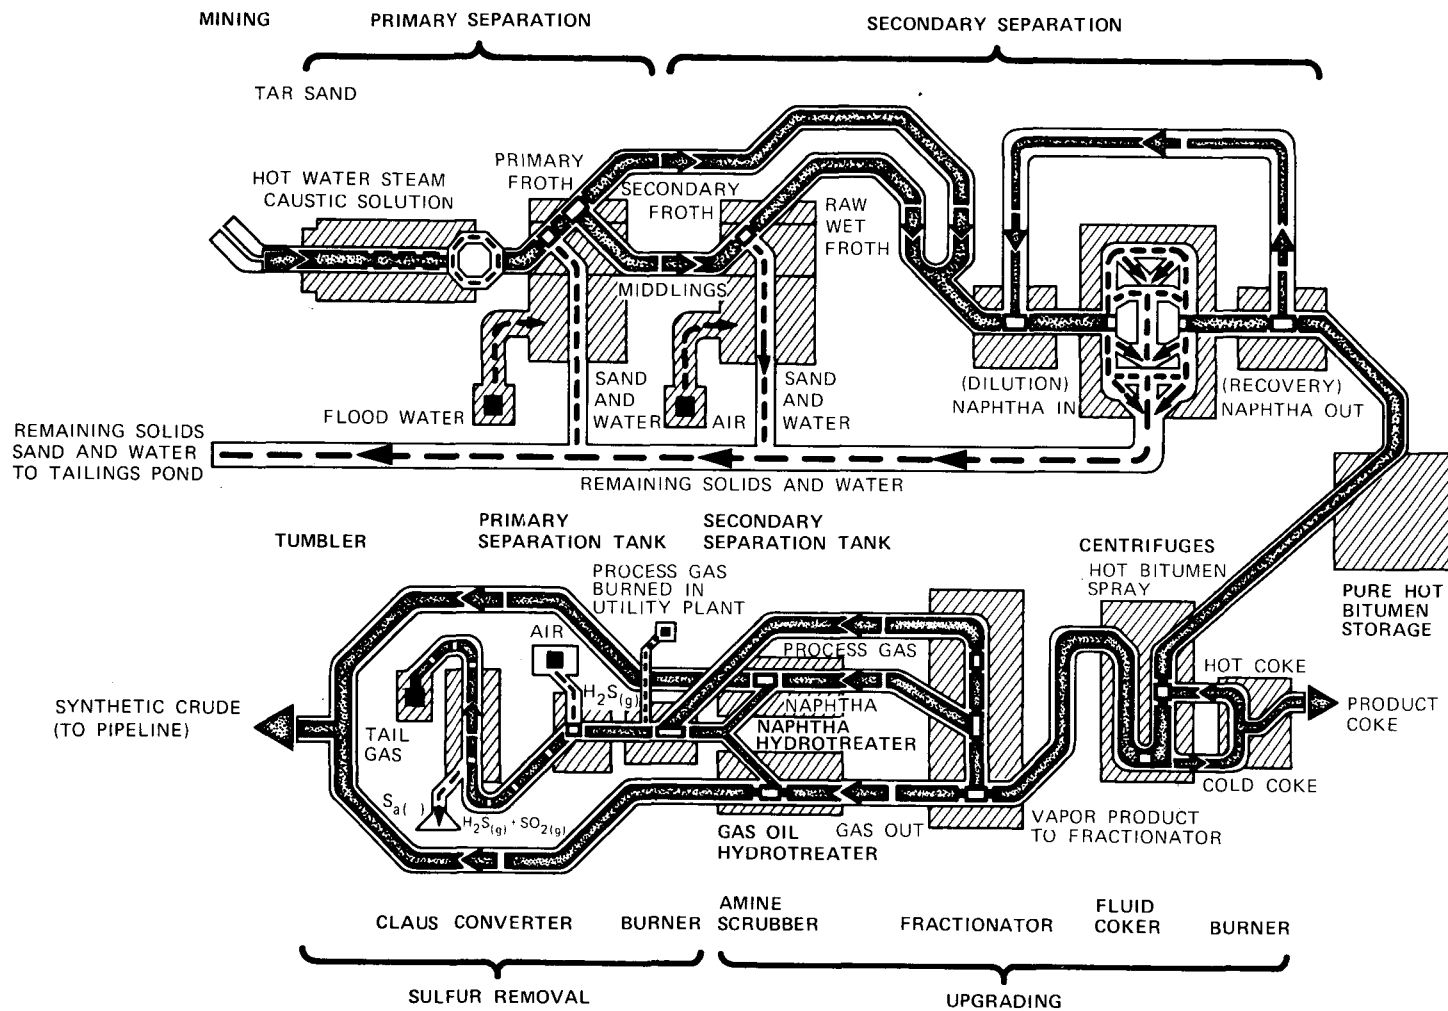 MINING
PRIMARY SEPARATION
SECONDARY SEPARATION
TAR SAND
HOT WATER STEAM
CAUSTIC SOLUTION
PRIMARY
FROTH
SECONDARY
FROTH
RAW
WET
FROTH
MIDDLINGS
FLOOD WATER
SAND
AND
WATER
AIR
SAND
AND
WATER
(DILUTION)
NAPHTHA IN
(RECOVERY)
NAPHTHA OUT
REMAINING SOLIDS
SAND AND WATER
TO TAILINGS POND
REMAINING SOLIDS AND WATER
TUMBLER
PRIMARY
SEPARATION TANK
SECONDARY
SEPARATION TANK
CENTRIFUGES
HOT BITUMEN
SPRAY
PURE HOT
BITUMEN
STORAGE
PROCESS GAS
BURNED IN
UTILITY PLANT
AIR
PROCESS GAS
H2S(g)
NAPHTHA
NAPHTHA
HYDROTREATER
HOT COKE
PRODUCT
COKE
COLD COKE
SYNTHETIC CRUDE
(TO PIPELINE)
TAIL
GAS
Sa( )
H2S(g) + SO2(g)
GAS OIL
HYDROTREATER
GAS OUT
VAPOR PRODUCT
TO FRACTIONATOR
CLAUS CONVERTER
BURNER
AMINE
SCRUBBER
FRACTIONATOR
FLUID
COKER
BURNER
SULFUR REMOVAL
UPGRADING